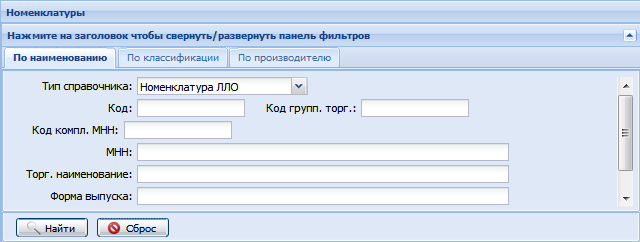 Номенклатуры
Нажмите на заголовок чтобы свернуть/развернуть панель фильтров
По наименованию По классификации По производителю
Тип справочника: Номенклатура ЛЛО
Код: Код групп. торг.:
Код компл. МНН:
МНН:
Торг. наименование:
Форма выпуска:
Найти Сброс